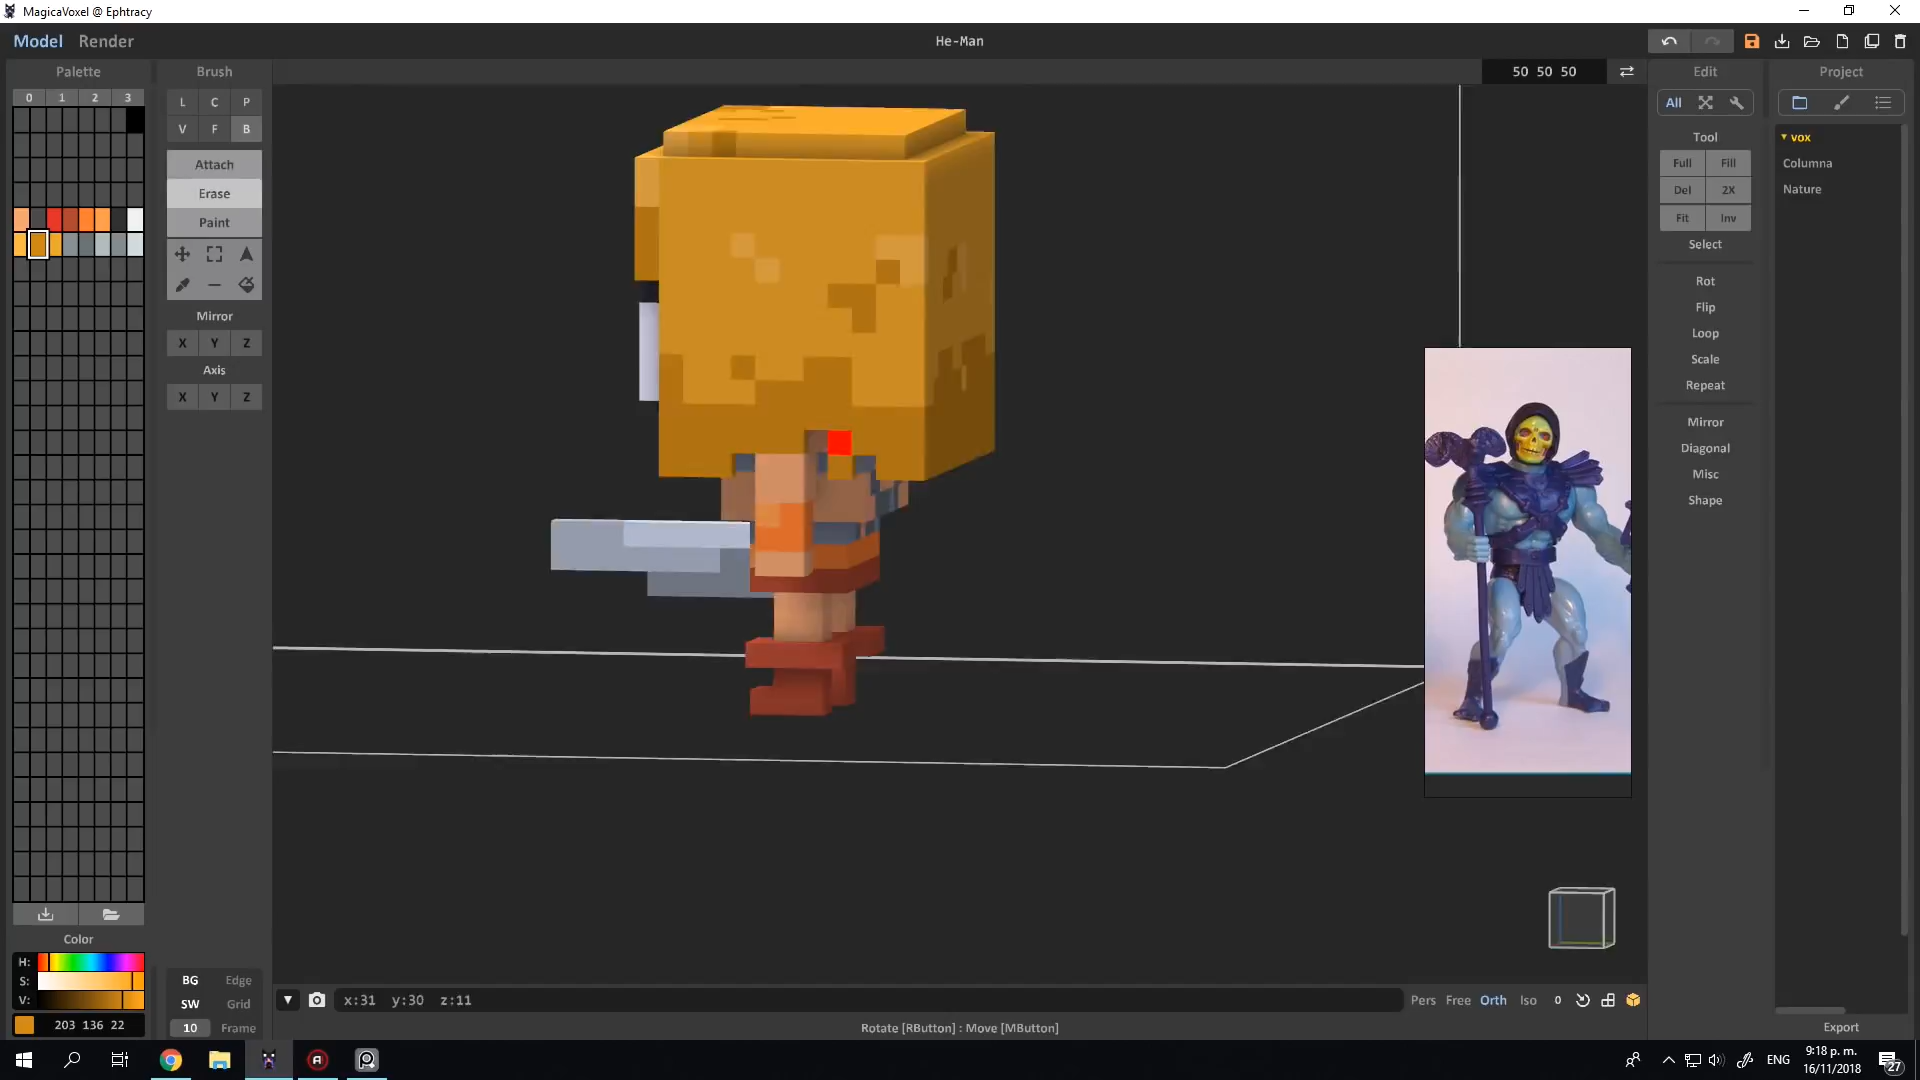 MagicaVoxel @ Ephtracy
Model Render
He-Man
Palette
Brush
50 50 50
Edit
Project
0 1 2 3
L C P
V F B
All
Attach
Erase
Paint
Tool
Full Fill
Del 2X
Fit Inv
Select
vox
Columna
Nature
Mirror
X Y Z
Axis
X Y Z
Rot
Flip
Loop
Scale
Repeat
Mirror
Diagonal
Misc
Shape
Color
H:
S:
V:
203 136 22
BG Edge
SW Grid
10 Frame
x:31 y:30 z:11
Pers Free Orth Iso 0
Rotate [RButton] : Move [MButton]
Export
ENG
9:18 p. m.
16/11/2018
27